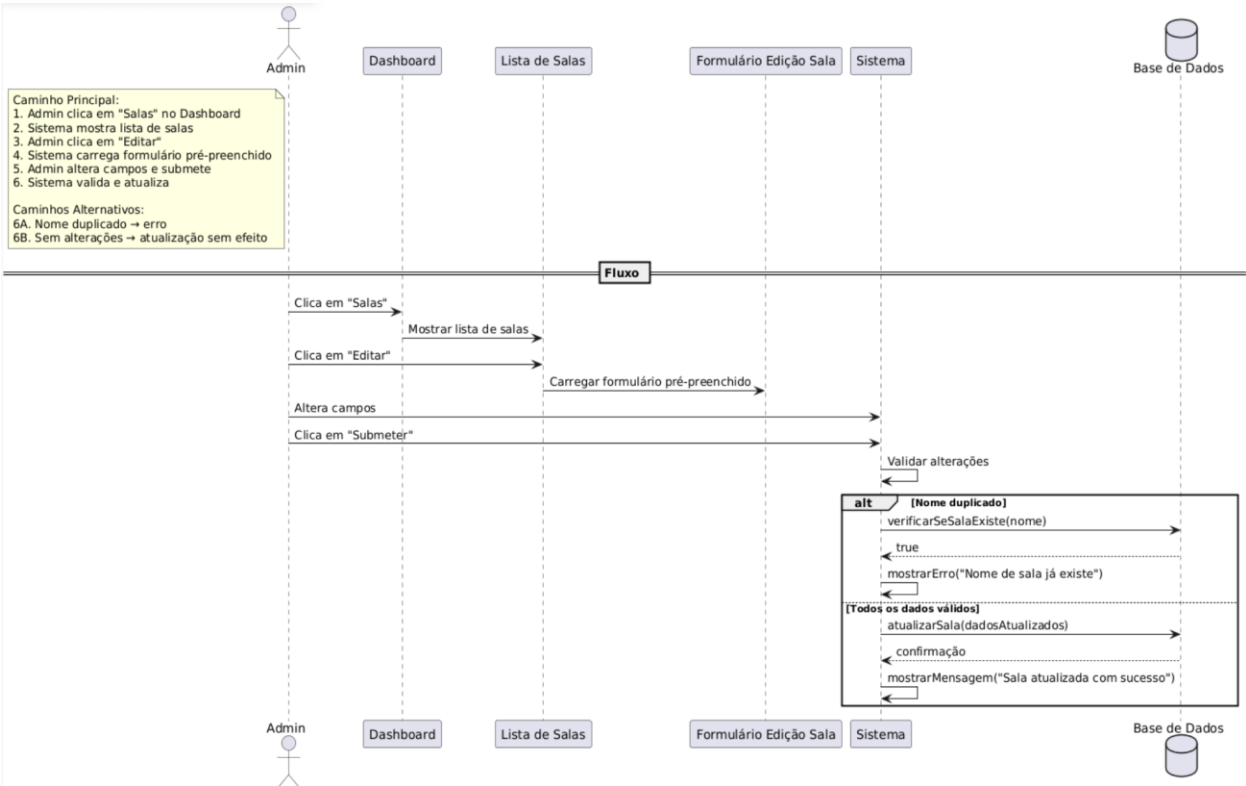 Admin
Dashboard
Lista de Salas
Formulário Edição Sala
Sistema
Base de Dados
Caminho Principal:
1. Admin clica em "Salas" no Dashboard
2. Sistema mostra lista de salas
3. Admin clica em "Editar"
4. Sistema carrega formulário pré-preenchido
5. Admin altera campos e submete
6. Sistema valida e atualiza
Caminhos Alternativos:
6A. Nome duplicado → erro
6B. Sem alterações → atualização sem efeito
Fluxo
Clica em "Salas"
Mostrar lista de salas
Clica em "Editar"
Carregar formulário pré-preenchido
Altera campos
Clica em "Submeter"
Validar alterações
alt [Nome duplicado]
verificarSeSalaExiste(nome)
true
mostrarErro("Nome de sala já existe")
[Todos os dados válidos]
atualizarSala(dadosAtualizados)
confirmação
mostrarMensagem("Sala atualizada com sucesso")
Admin
Dashboard
Lista de Salas
Formulário Edição Sala
Sistema
Base de Dados